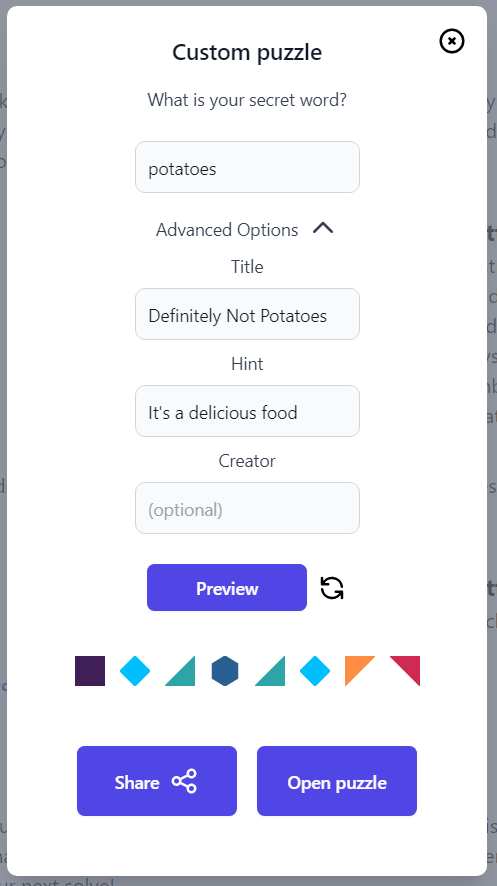 Custom puzzle
What is your secret word?
potatoes
Advanced Options
Title
Definitely Not Potatoes
Hint
It's a delicious food
Creator
(optional)
Preview
Share
Open puzzle